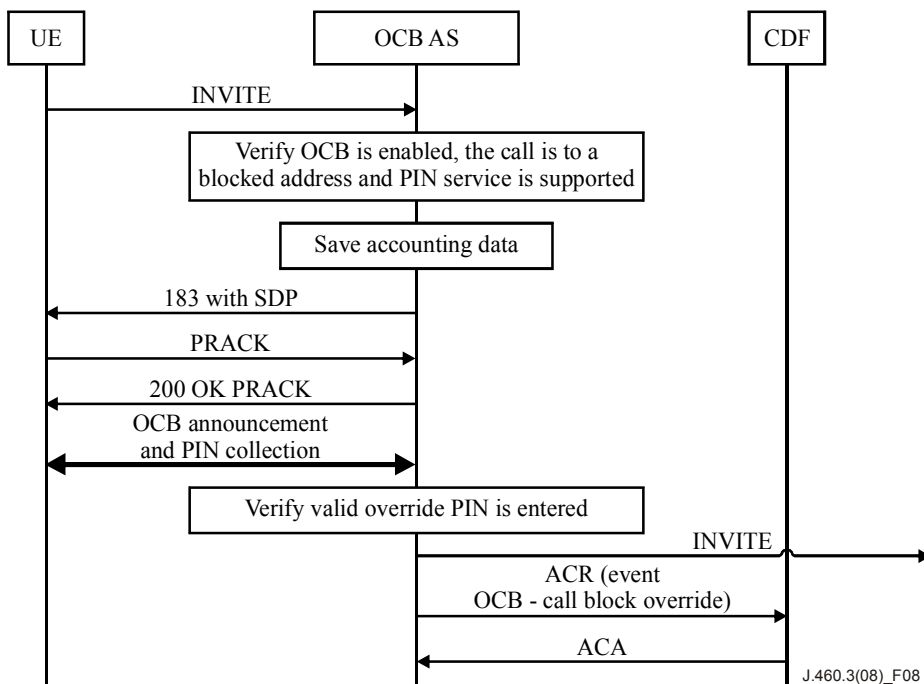 UE
OCB AS
CDF
INVITE
Verify OCB is enabled, the call is to a
blocked address and PIN service is supported
Save accounting data
183 with SDP
PRACK
200 OK PRACK
OCB announcement
and PIN collection
Verify valid override PIN is entered
INVITE
ACR (event
OCB - call block override)
ACA
J.460.3(08)_F08